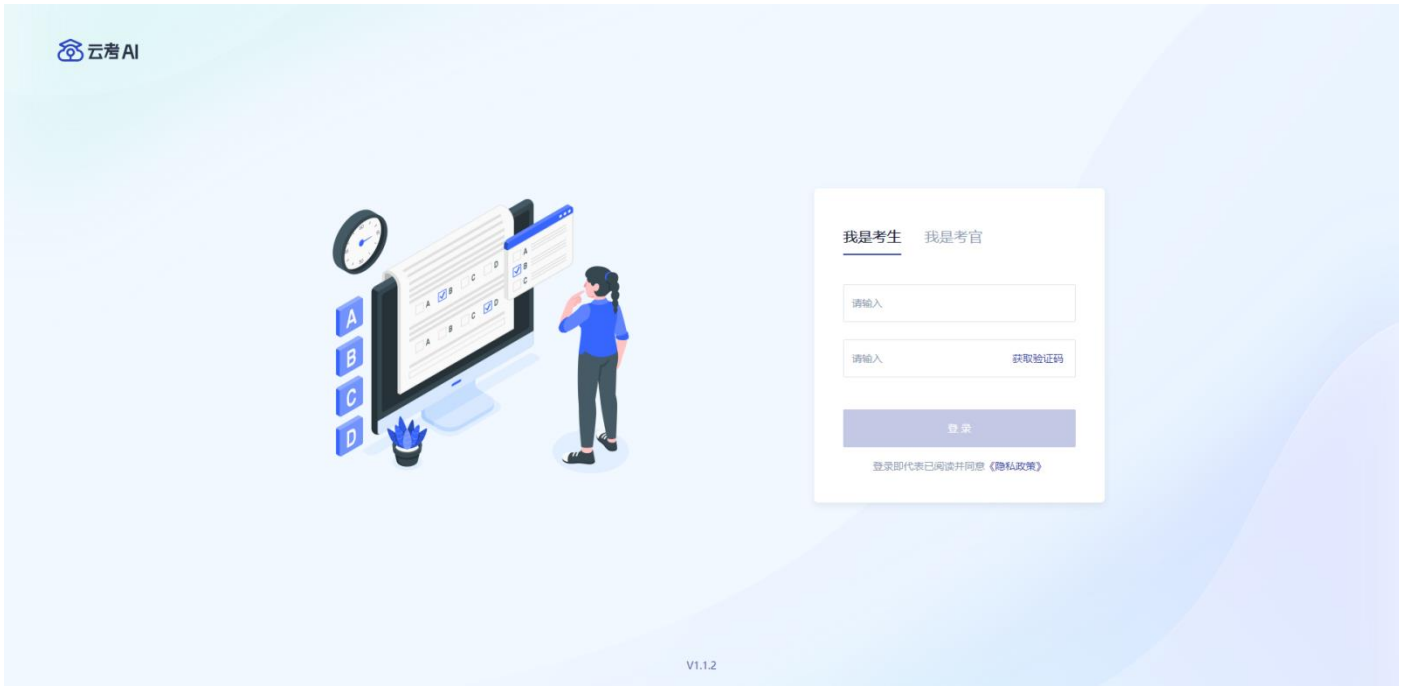 云考AI
我是考生 我是考官
请输入
请输入 获取验证码
登录
登录即代表已阅读并同意《隐私政策》
A
B
C
D
A B C D
A B C D
A
B
C
V1.1.2